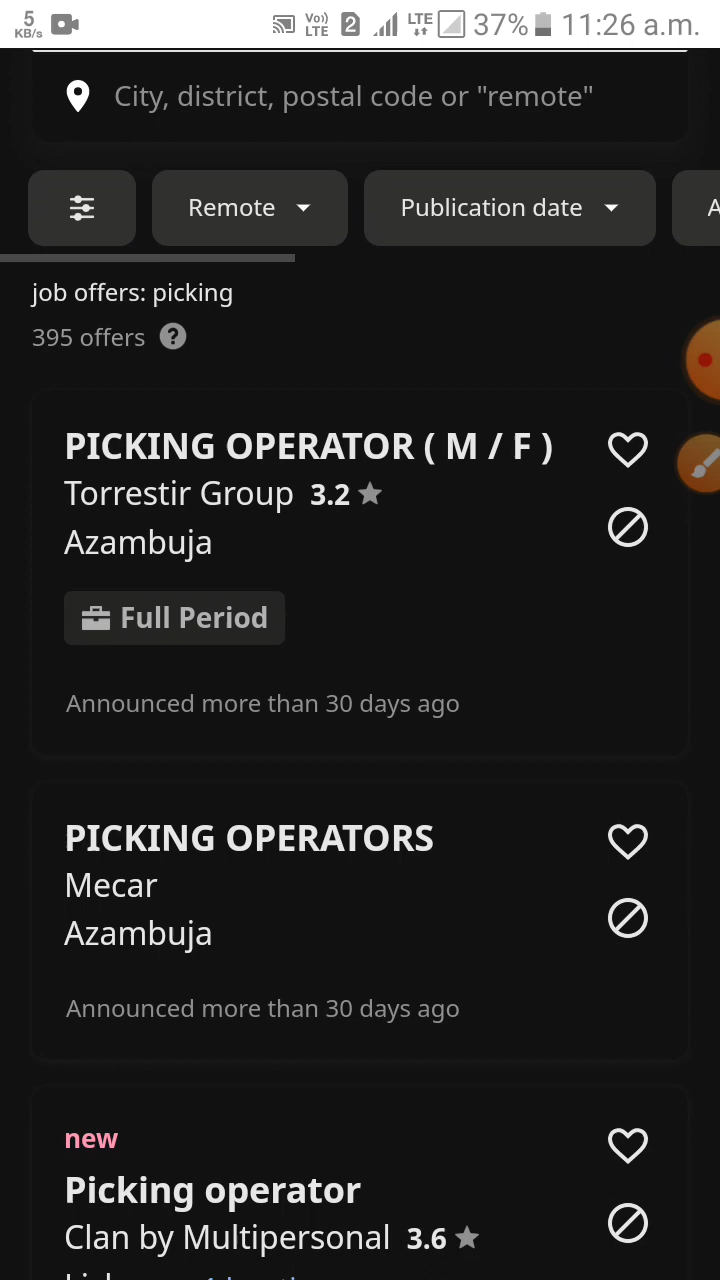 5
KB/s
Vo))
LTE
2
LTE
37%
11:26 a.m.
City, district, postal code or "remote"
Remote
Publication date
A
job offers: picking
395 offers ?
PICKING OPERATOR ( M / F )
Torrestir Group 3.2
Azambuja
Full Period
Announced more than 30 days ago
PICKING OPERATORS
Mecar
Azambuja
Announced more than 30 days ago
new
Picking operator
Clan by Multipersonal 3.6